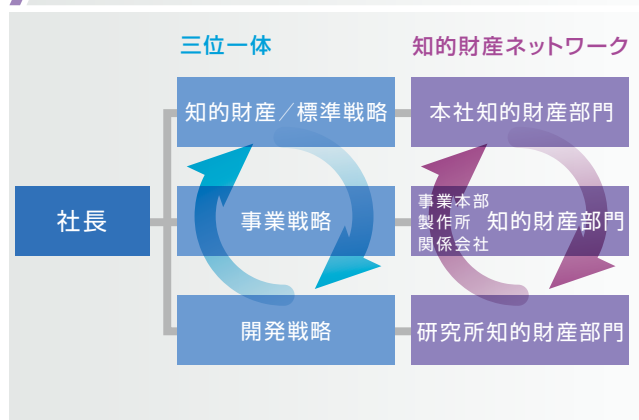 三位一体
知的財産ネットワーク
知的財産／標準戦略
本社知的財産部門
社長
事業戦略
事業本部
製作所
関係会社
知的財産部門
開発戦略
研究所知的財産部門